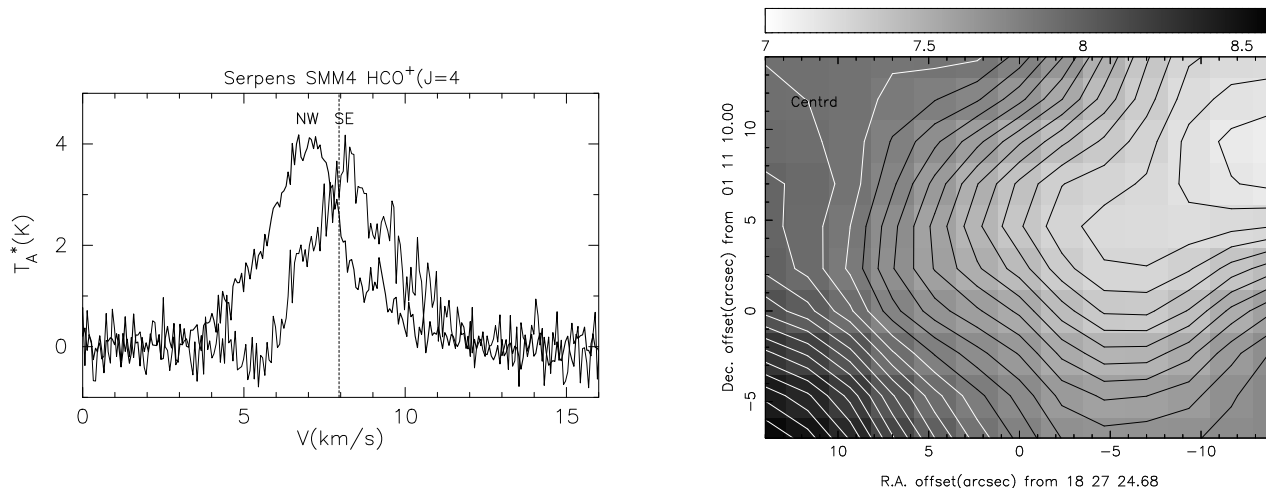 Serpens SMM4 HCO⁺(J=4
NW SE
4
2
0
T_A*(K)
0 5 10 15
V(km/s)
7 7.5 8 8.5
Centrd
10
5
0
−5
Dec. offset(arcsec) from 01 11 10.00
10 5 0 −5 −10
R.A. offset(arcsec) from 18 27 24.68